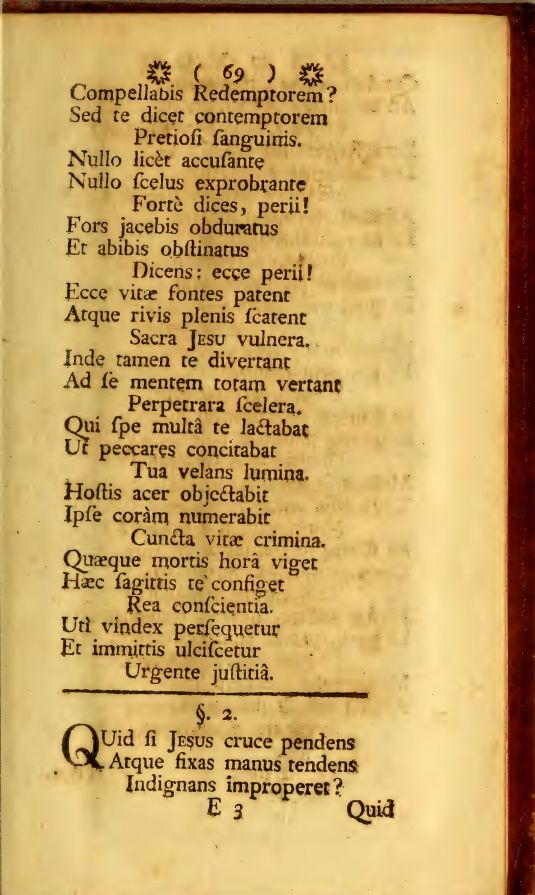 ( 69 )
Compellabis Redemptorem?
Sed te dicet contemptorem
Pretioſi ſanguinis.
Nullo licèt accuſante
Nullo ſcelus exprobrante
Fortè dices, perii!
Fors jacebis obduratus
Et abibis obſtinatus
Dicens: ecce perii!
Ecce vitæ fontes patent
Atque rivis plenis ſcatent
Sacra JESU vulnera.
Inde tamen te divertant
Ad ſe mentem totam vertant
Perpetrara ſcelera.
Qui ſpe multâ te lactabat
Ut peccares concitabat
Tua velans lumina.
Hoſtis acer objectabit
Ipſe coràm numerabit
Cuncta vitæ crimina.
Quæque mortis horâ viget
Hæc ſagittis te configet
Rea conſcientia.
Utì vindex perſequetur
Et immittis ulciſcetur
Urgente juſtitiâ.
§. 2.
QUid ſi JESUS cruce pendens
Atque fixas manus tendens
Indignans improperet?
E 3 Quid